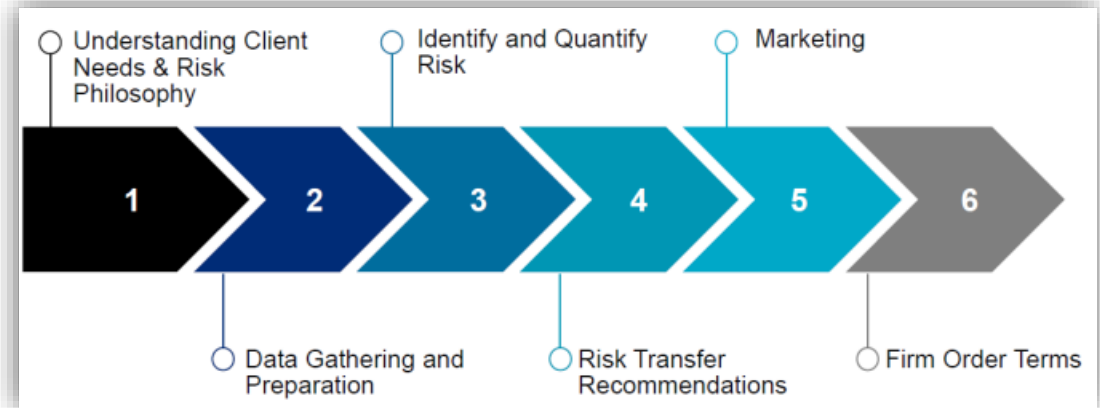 Understanding Client
Needs & Risk
Philosophy
Identify and Quantify
Risk
Marketing
1
2
3
4
5
6
Data Gathering and
Preparation
Risk Transfer
Recommendations
Firm Order Terms